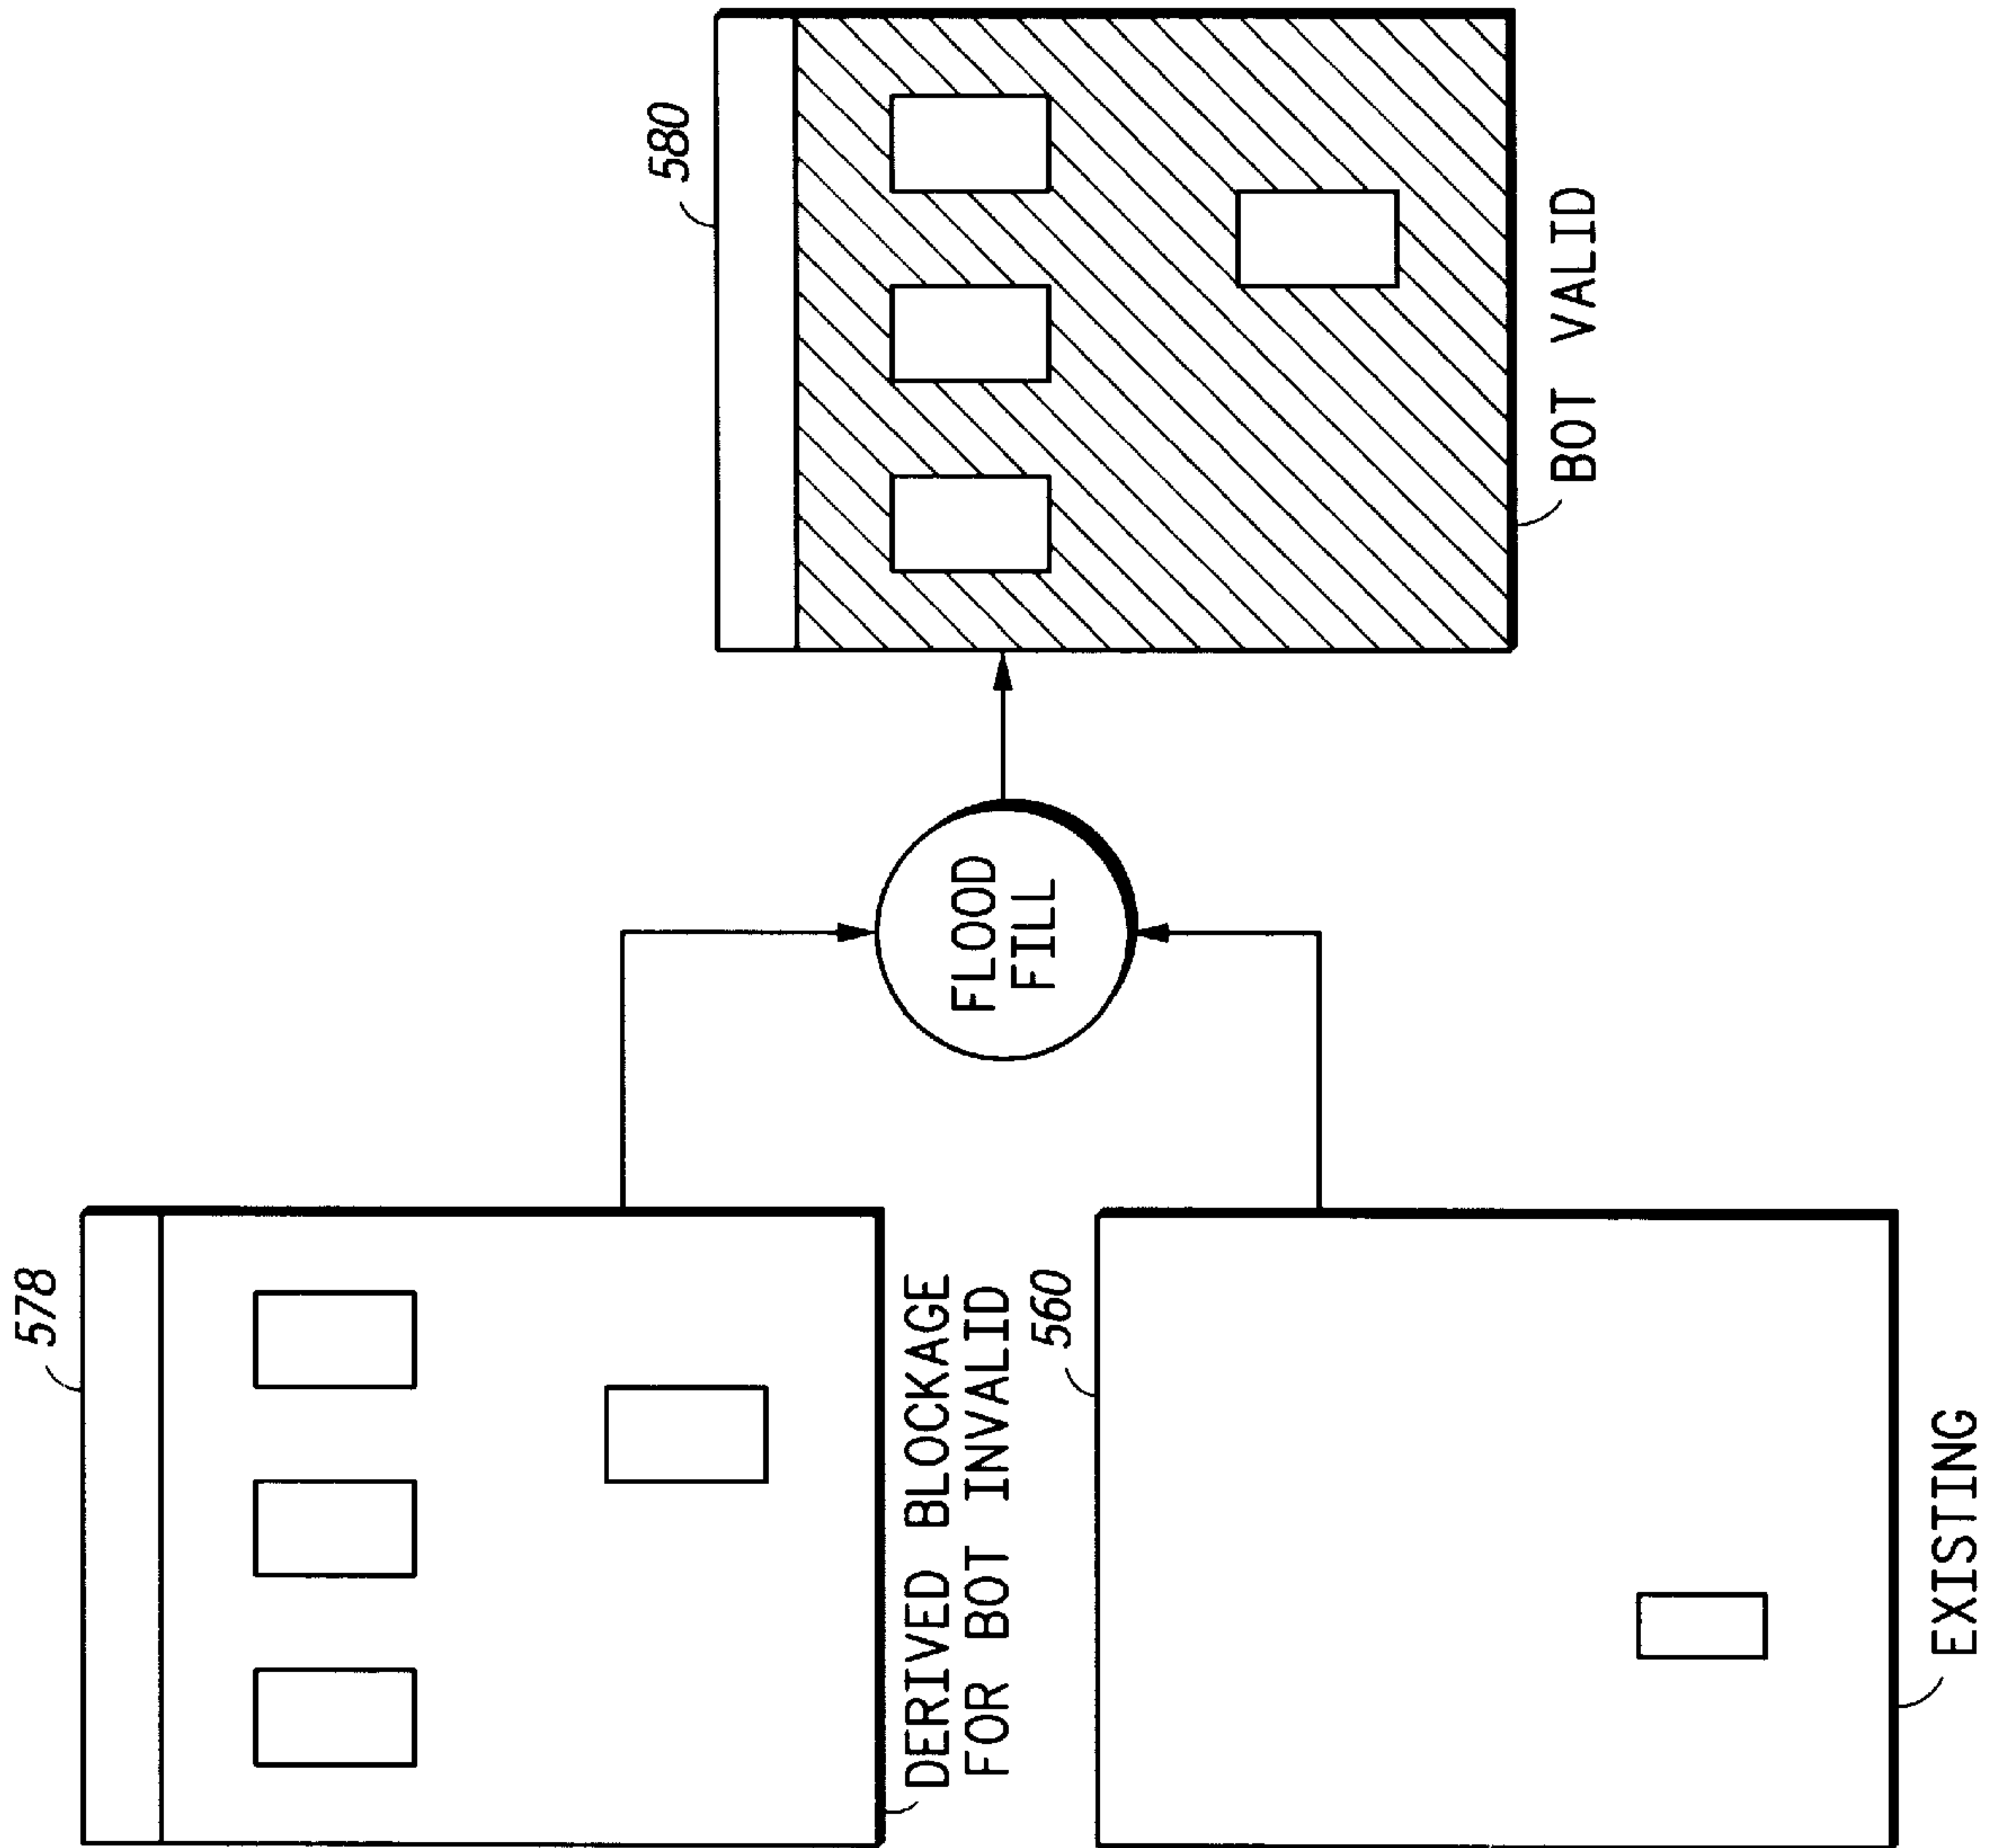 578
DERIVED BLOCKAGE
FOR BOT INVALID
560
EXISTING
FLOOD
FILL
580
BOT VALID